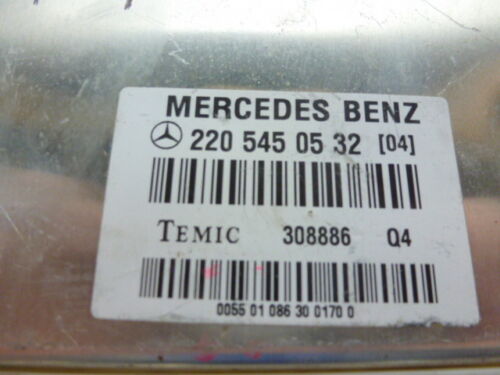 MERCEDES BENZ
220 545 05 32 [04]
TEMIC 308886 Q4
0055 01 086 30 0170 0